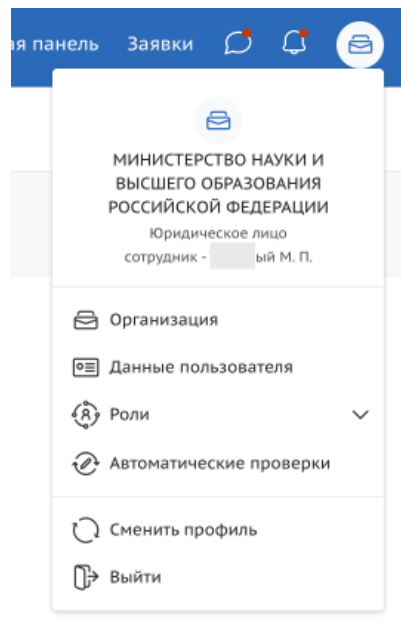 ая панель Заявки
МИНИСТЕРСТВО НАУКИ И
ВЫСШЕГО ОБРАЗОВАНИЯ
РОССИЙСКОЙ ФЕДЕРАЦИИ
Юридическое лицо
сотрудник - ый М. П.
Организация
Данные пользователя
Роли
Автоматические проверки
Сменить профиль
Выйти